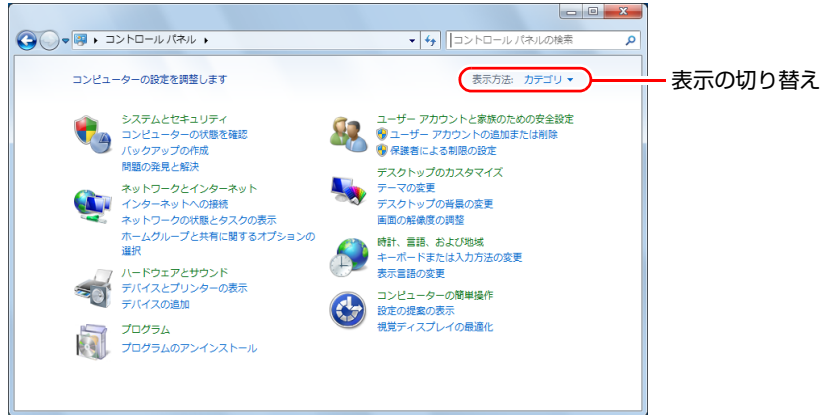 コントロール パネル
コントロール パネルの検索
コンピューターの設定を調整します
表示方法: カテゴリ
表示の切り替え
システムとセキュリティ
コンピューターの状態を確認
バックアップの作成
問題の発見と解決
ネットワークとインターネット
インターネットへの接続
ネットワークの状態とタスクの表示
ホームグループと共有に関するオプションの
選択
ハードウェアとサウンド
デバイスとプリンターの表示
デバイスの追加
プログラム
プログラムのアンインストール
ユーザー アカウントと家族のための安全設定
ユーザー アカウントの追加または削除
保護者による制限の設定
デスクトップのカスタマイズ
テーマの変更
デスクトップの背景の変更
画面の解像度の調整
時計、言語、および地域
キーボードまたは入力方法の変更
表示言語の変更
コンピューターの簡単操作
設定の提案の表示
視覚ディスプレイの最適化